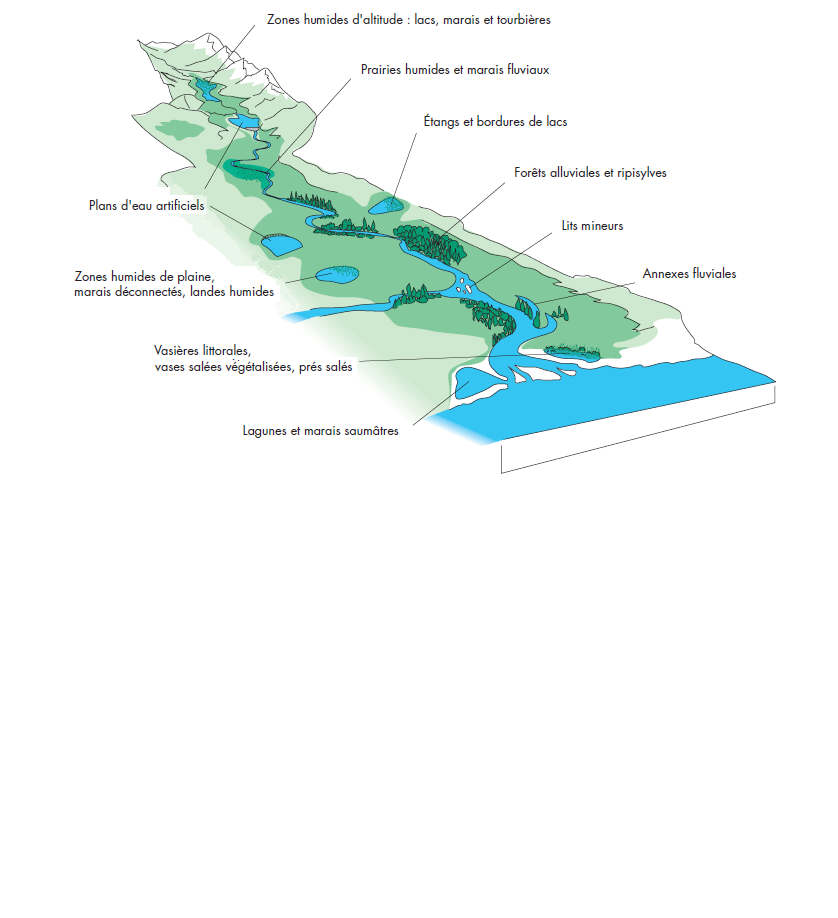 Zones humides d'altitude : lacs, marais et tourbières
Prairies humides et marais fluviaux
Étangs et bordures de lacs
Forêts alluviales et ripisylves
Plans d'eau artificiels
Lits mineurs
Annexes fluviales
Zones humides de plaine,
marais déconnectés, landes humides
Vasières littorales,
vases salées végétalisées, prés salés
Lagunes et marais saumâtres